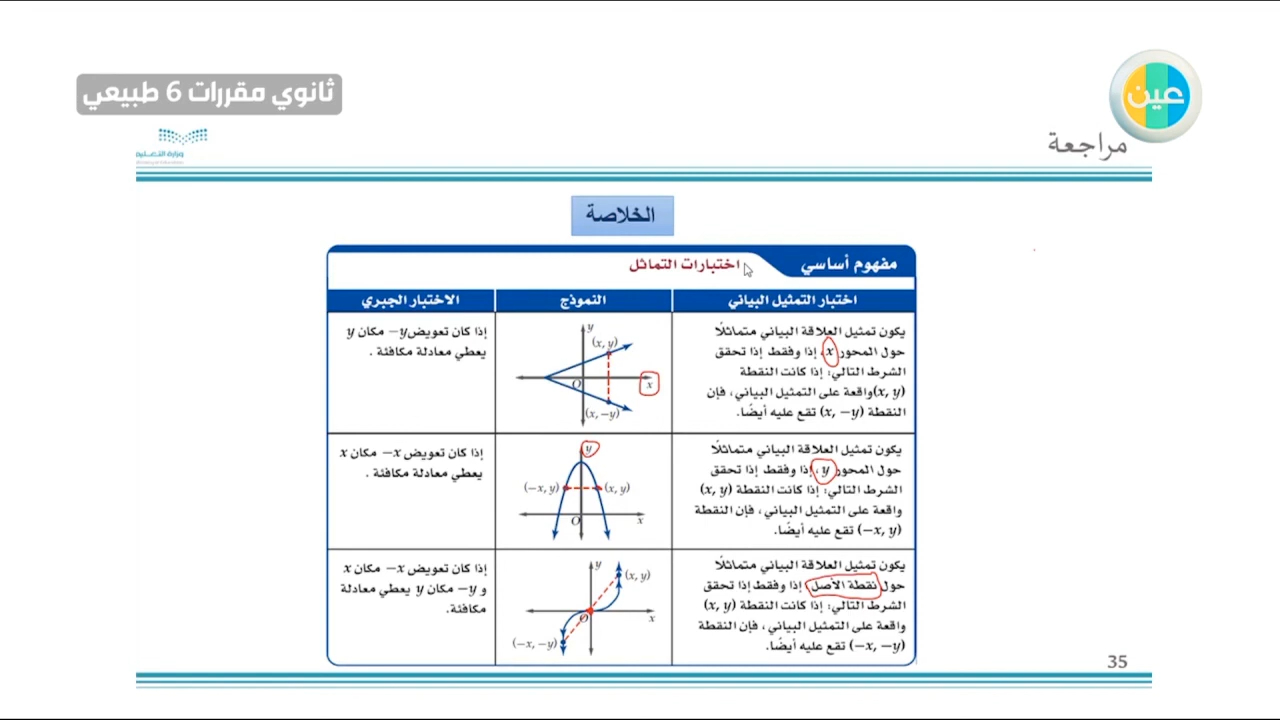 ثانوي مقررات 6 طبيعي
عين
مراجعة
وزارة التعليم
الخلاصة
مفهوم أساسي
اختبارات التماثل
اختبار التمثيل البياني
النموذج
الاختبار الجبري
يكون تمثيل العلاقة البياني متماثلًا
حول المحور x، إذا وفقط إذا تحقق
الشرط التالي: إذا كانت النقطة
(x, y) واقعة على التمثيل البياني، فإن
النقطة (x, −y) تقع عليه أيضًا.
y
(x, y)
O
x
(x, −y)
إذا كان تعويض −y مكان y
يعطي معادلة مكافئة .
يكون تمثيل العلاقة البياني متماثلًا
حول المحور y، إذا وفقط إذا تحقق
الشرط التالي: إذا كانت النقطة (x, y)
واقعة على التمثيل البياني، فإن النقطة
(−x, y) تقع عليه أيضًا.
y
(−x, y)
(x, y)
O
x
إذا كان تعويض −x مكان x
يعطي معادلة مكافئة .
يكون تمثيل العلاقة البياني متماثلًا
حول نقطة الأصل إذا وفقط إذا تحقق
الشرط التالي: إذا كانت النقطة (x, y)
واقعة على التمثيل البياني، فإن النقطة
(−x, −y) تقع عليه أيضًا.
y
(x, y)
O
x
(−x, −y)
إذا كان تعويض −x مكان x
و −y مكان y يعطي معادلة
مكافئة.
35